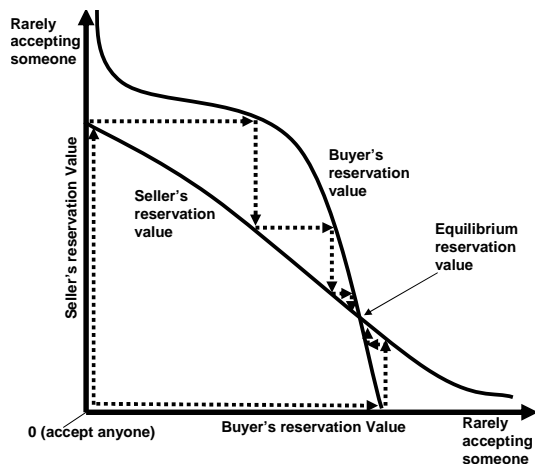 Rarely
accepting
someone
Seller's reservation Value
Buyer's
reservation
value
Seller's
reservation
value
Equilibrium
reservation
value
0 (accept anyone)
Buyer's reservation Value
Rarely
accepting
someone